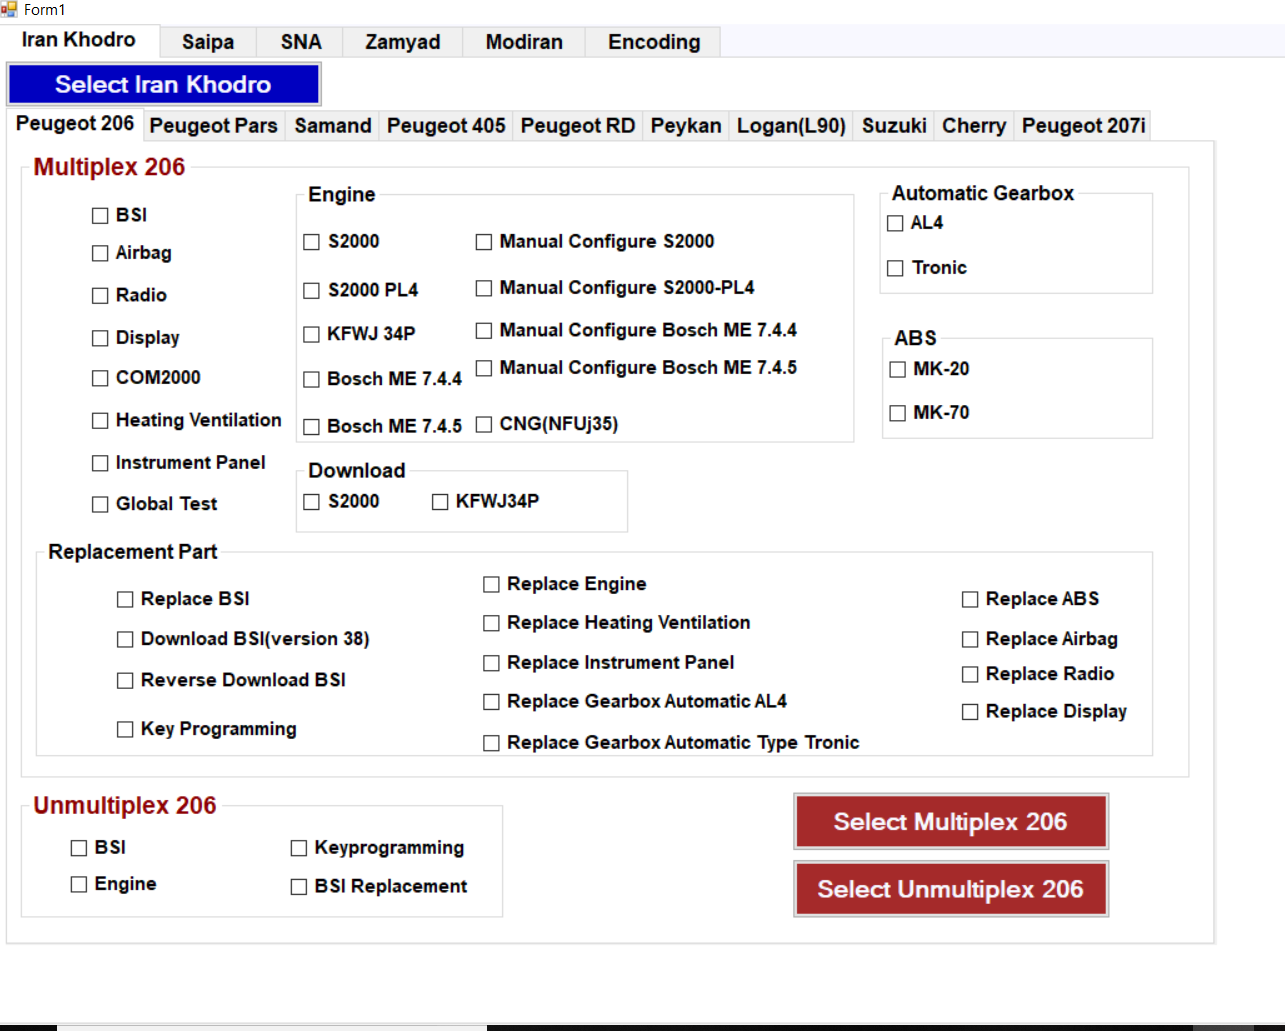 Form1
Iran Khodro Saipa SNA Zamyad Modiran Encoding
Select Iran Khodro
Peugeot 206 Peugeot Pars Samand Peugeot 405 Peugeot RD Peykan Logan(L90) Suzuki Cherry Peugeot 207i
Multiplex 206
BSI
Airbag
Radio
Display
COM2000
Heating Ventilation
Instrument Panel
Global Test
Engine
S2000
S2000 PL4
KFWJ 34P
Bosch ME 7.4.4
Bosch ME 7.4.5
Manual Configure S2000
Manual Configure S2000-PL4
Manual Configure Bosch ME 7.4.4
Manual Configure Bosch ME 7.4.5
CNG(NFUj35)
Automatic Gearbox
AL4
Tronic
ABS
MK-20
MK-70
Download
S2000 KFWJ34P
Replacement Part
Replace BSI
Download BSI(version 38)
Reverse Download BSI
Key Programming
Replace Engine
Replace Heating Ventilation
Replace Instrument Panel
Replace Gearbox Automatic AL4
Replace Gearbox Automatic Type Tronic
Replace ABS
Replace Airbag
Replace Radio
Replace Display
Unmultiplex 206
BSI
Engine
Keyprogramming
BSI Replacement
Select Multiplex 206
Select Unmultiplex 206